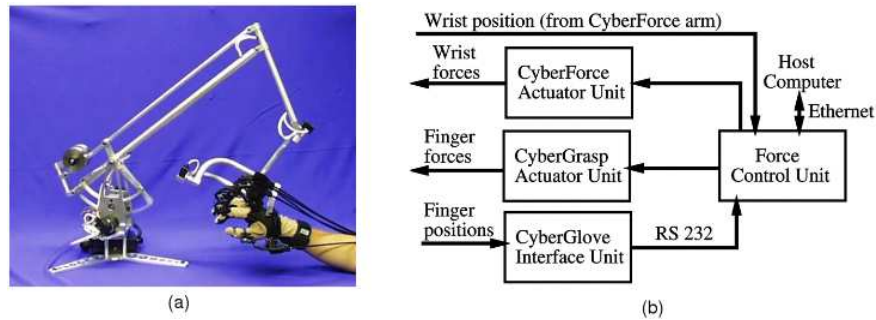 Wrist position (from CyberForce arm)
Wrist
forces
CyberForce
Actuator Unit
Host
Computer
Ethernet
Finger
forces
CyberGrasp
Actuator Unit
Force
Control Unit
Finger
positions
CyberGlove
Interface Unit
RS 232
(a)
(b)